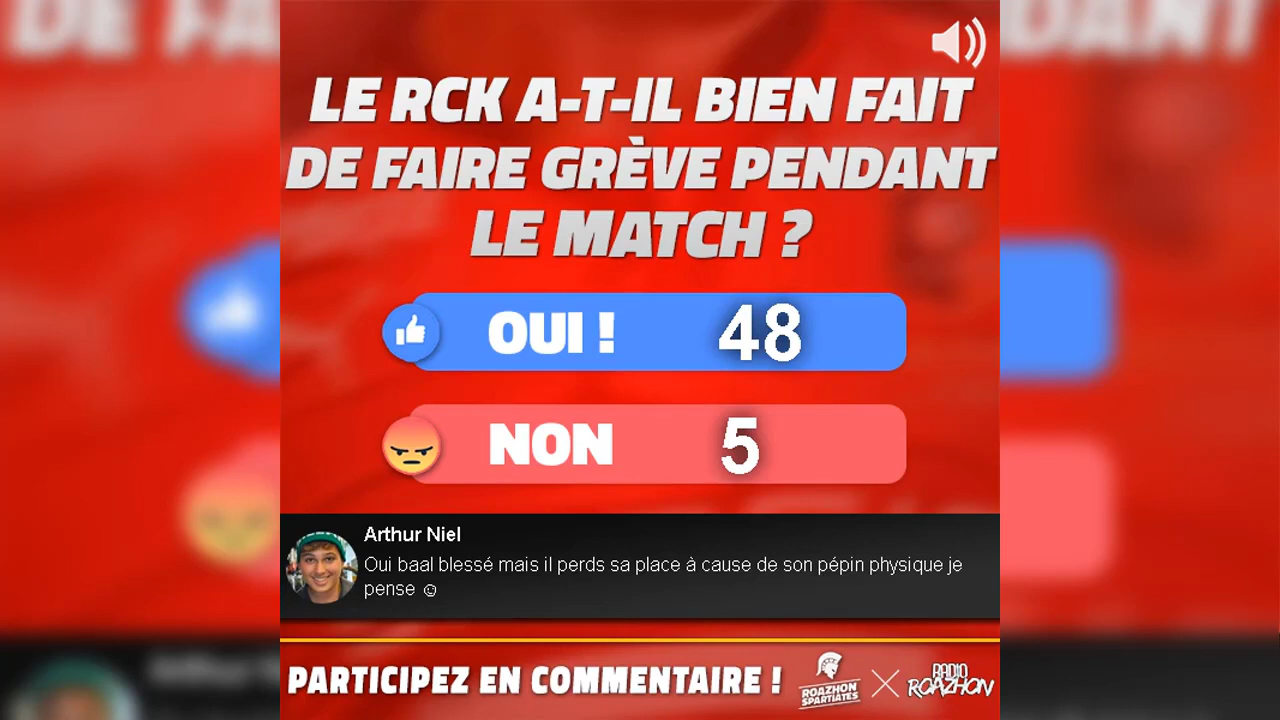 LE RCK A-T-IL BIEN FAIT
DE FAIRE GRÈVE PENDANT
LE MATCH ?
OUI ! 48
NON 5
Arthur Niel
Oui baal blessé mais il perds sa place à cause de son pépin physique je
pense ☺
PARTICIPEZ EN COMMENTAIRE !
ROAZHON
SPARTIATES
RADIO
ROAZHON